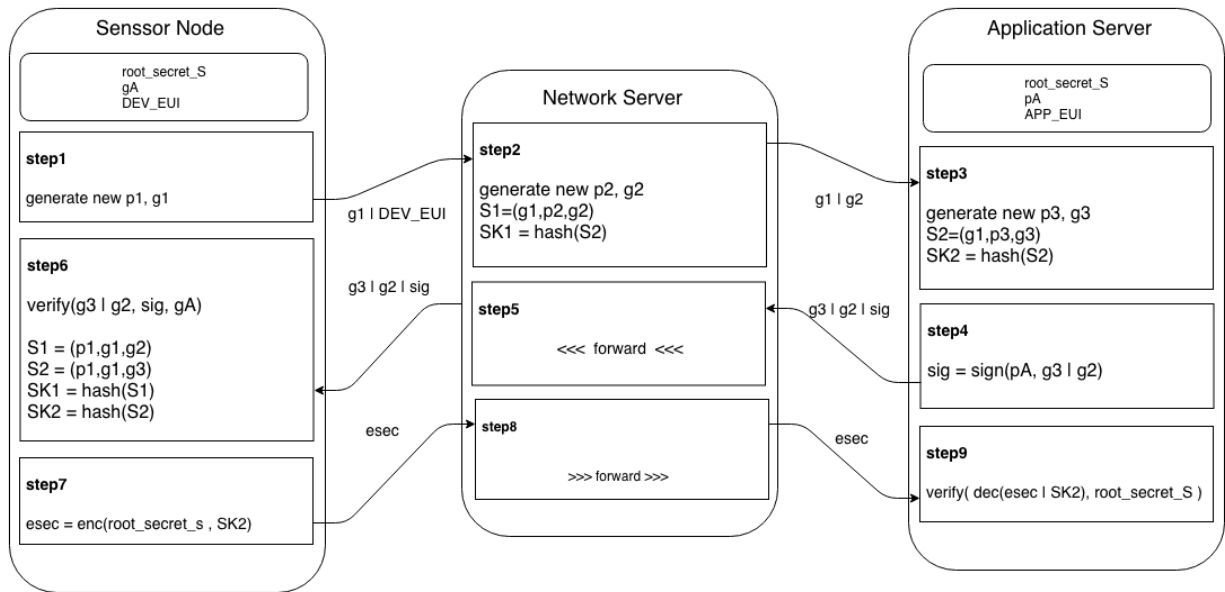 Senssor Node
root_secret_S
gA
DEV_EUI
step1
generate new p1, g1
g1 | DEV_EUI
Network Server
step2
generate new p2, g2
S1=(g1,p2,g2)
SK1 = hash(S2)
g1 | g2
Application Server
root_secret_S
pA
APP_EUI
step3
generate new p3, g3
S2=(g1,p3,g3)
SK2 = hash(S2)
step4
sig = sign(pA, g3 | g2)
g3 | g2 | sig
step5
<<< forward <<<
g3 | g2 | sig
step6
verify(g3 | g2, sig, gA)
S1 = (p1,g1,g2)
S2 = (p1,g1,g3)
SK1 = hash(S1)
SK2 = hash(S2)
step7
esec = enc(root_secret_s , SK2)
esec
step8
>>> forward >>>
esec
step9
verify( dec(esec | SK2), root_secret_S )